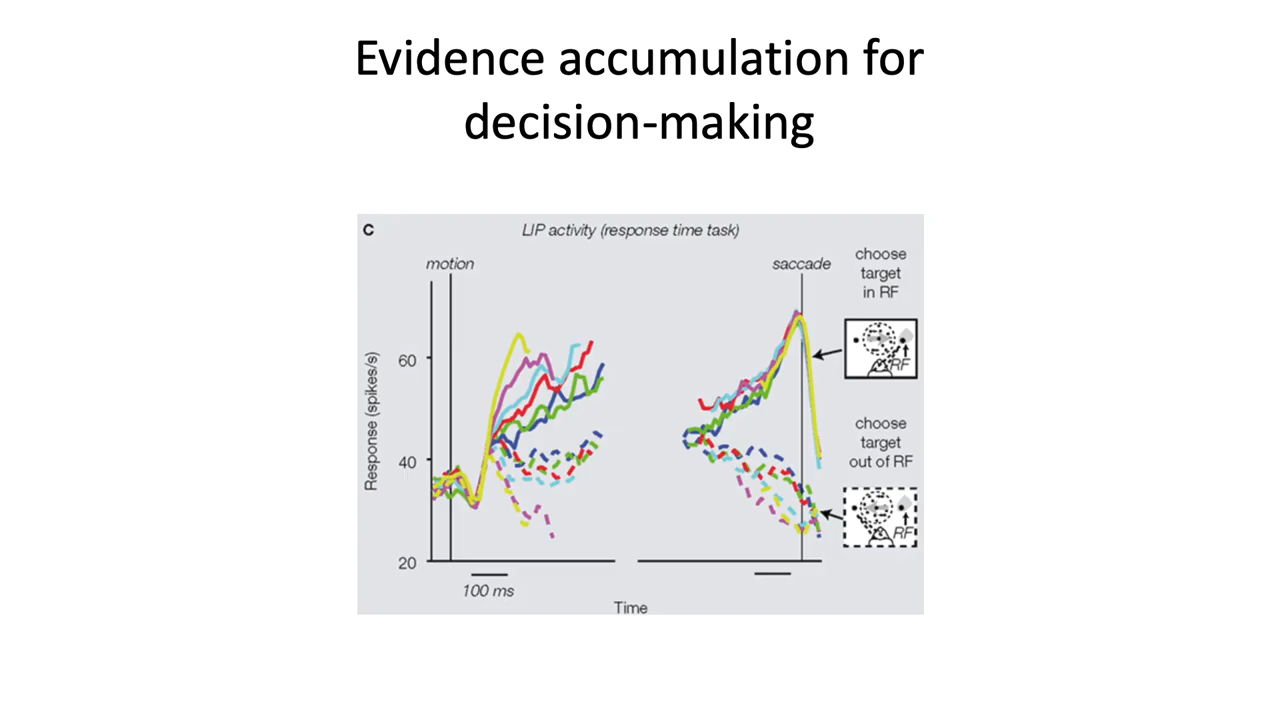 Evidence accumulation for
decision-making
C
LIP activity (response time task)
motion
saccade
choose
target
in RF
RF
choose
target
out of RF
RF
Response (spikes/s)
60
40
20
100 ms
Time